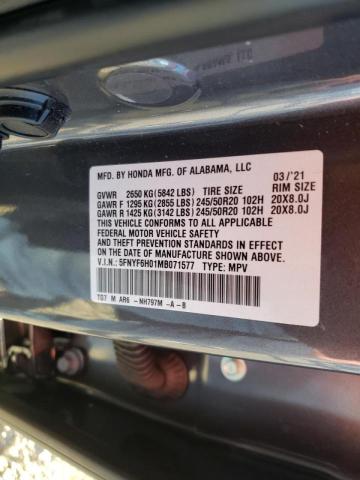 MFD. BY HONDA MFG. OF ALABAMA, LLC 03/'21
GVWR 2650 KG (5842 LBS) TIRE SIZE RIM SIZE
GAWR F 1295 KG (2855 LBS) 245/50R20 102H 20X8.0J
GAWR R 1425 KG (3142 LBS) 245/50R20 102H 20X8.0J
THIS VEHICLE CONFORMS TO ALL APPLICABLE
FEDERAL MOTOR VEHICLE SAFETY, BUMPER,
AND THEFT PREVENTION STANDARDS IN EFFECT
ON THE DATE OF MANUFACTURE SHOWN ABOVE.
V.I.N.: 5FNYF6H01MB071577 TYPE: MPV
TG7 M AR6 -NH797M -A -B